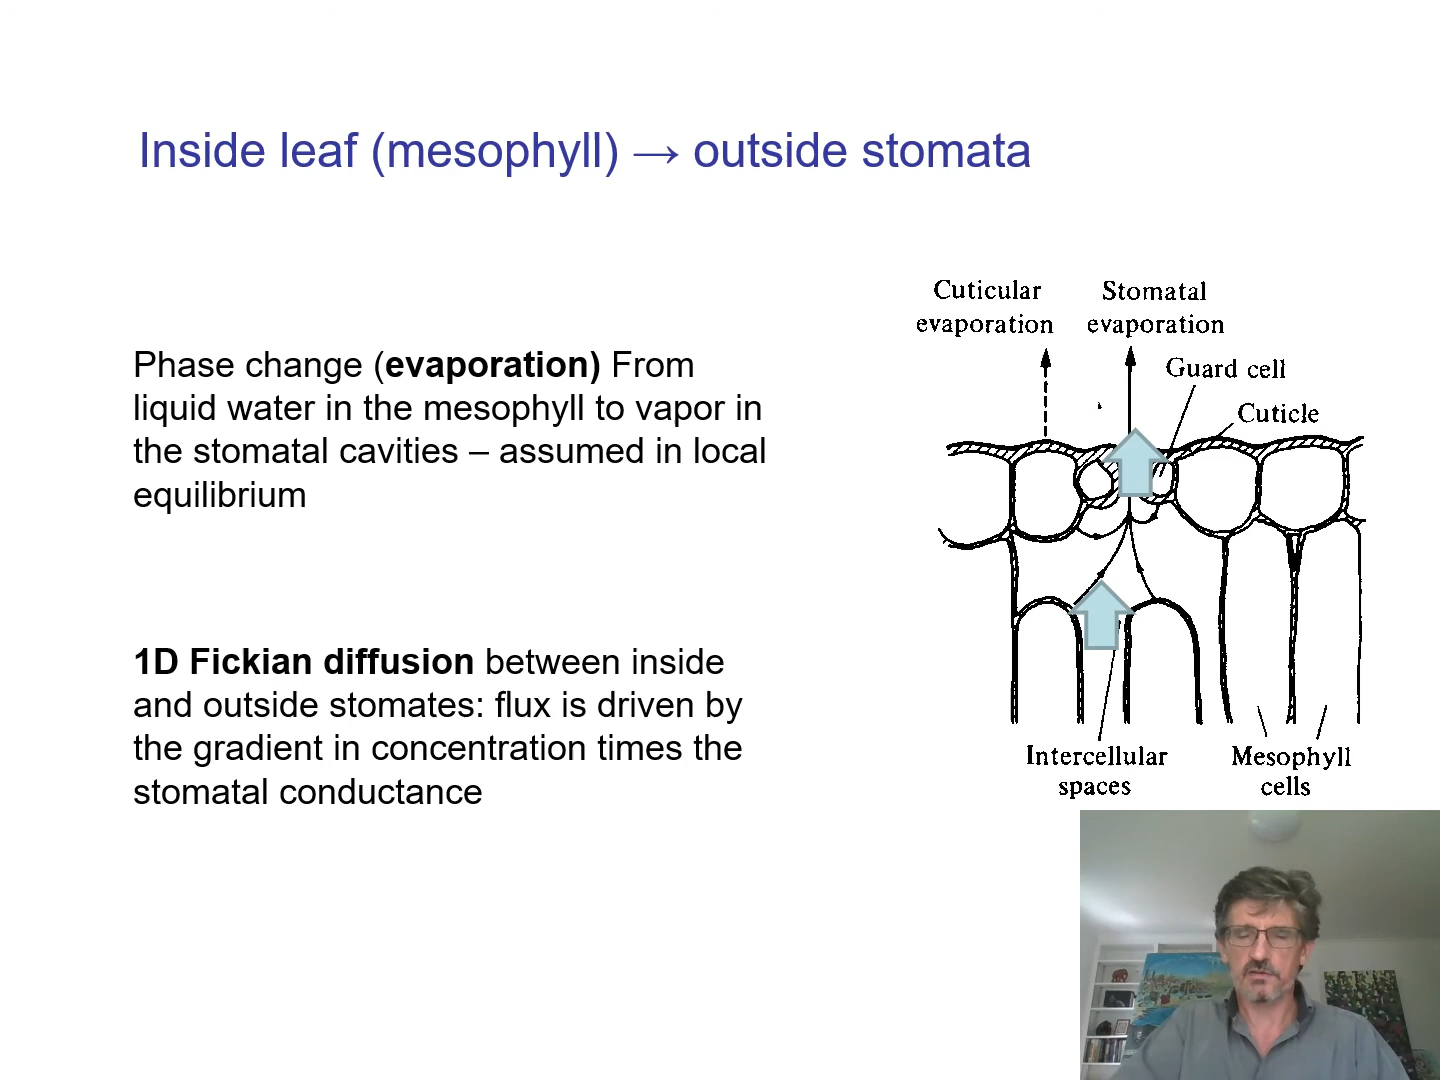 Inside leaf (mesophyll) → outside stomata
Phase change (evaporation) From
liquid water in the mesophyll to vapor in
the stomatal cavities – assumed in local
equilibrium
1D Fickian diffusion between inside
and outside stomates: flux is driven by
the gradient in concentration times the
stomatal conductance
Cuticular
evaporation
Stomatal
evaporation
Guard cell
Cuticle
Intercellular
spaces
Mesophyll
cells